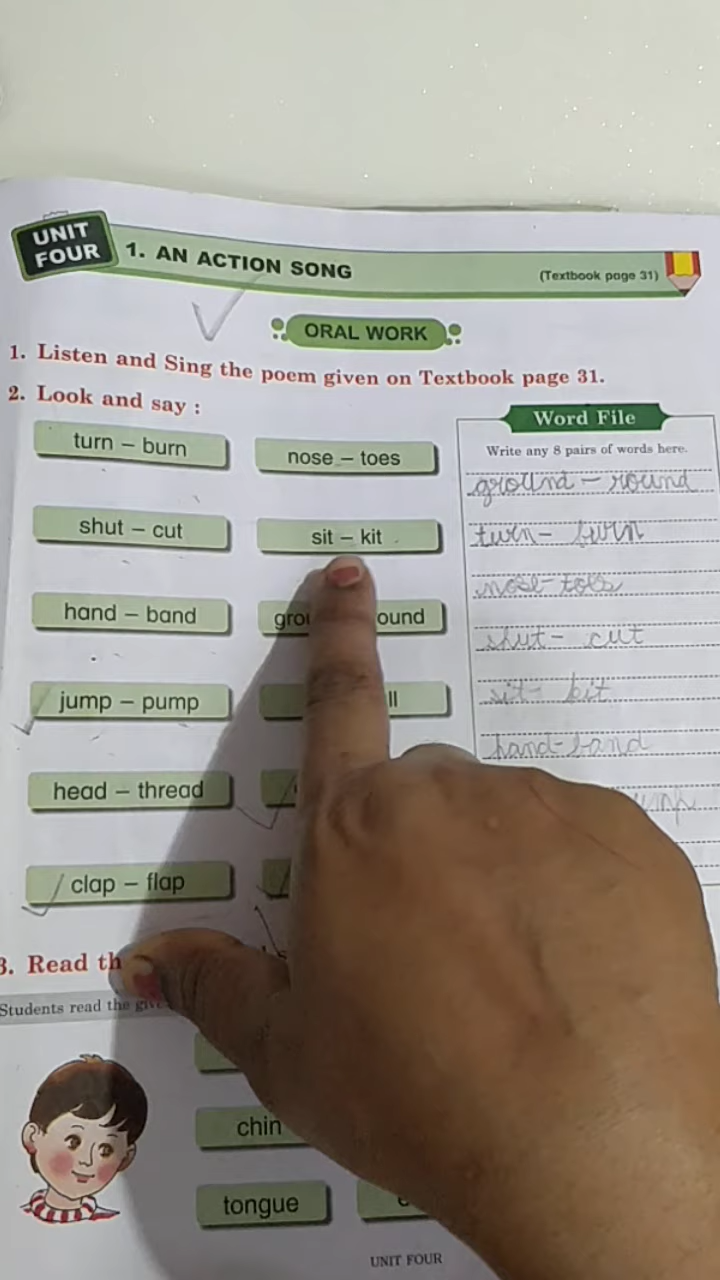 UNIT
FOUR
1. AN ACTION SONG
(Textbook page 31)
ORAL WORK
1. Listen and Sing the poem given on Textbook page 31.
2. Look and say :
turn – burn
nose – toes
shut – cut
sit – kit
hand – band
jump – pump
head – thread
clap – flap
Word File
Write any 8 pairs of words here.
ground – round
turn – burn
nose-toes
shut – cut
sit – kit
hand-band
3. Read
Students read the
chin
tongue
UNIT FOUR